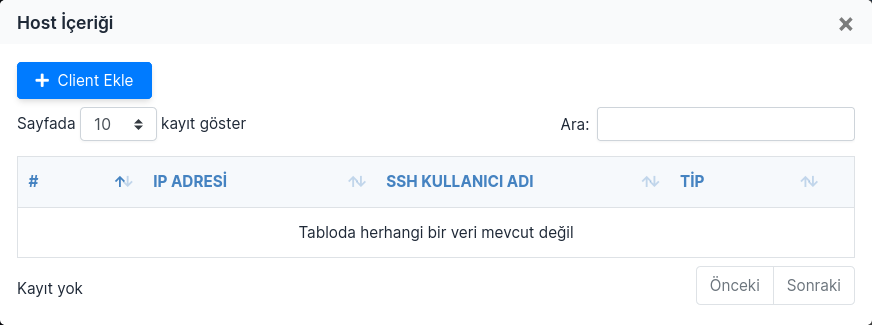 Host İçeriği
Client Ekle
Sayfada 10 kayıt göster Ara:
# IP ADRESİ SSH KULLANICI ADI TİP
Tabloda herhangi bir veri mevcut değil
Kayıt yok Önceki Sonraki